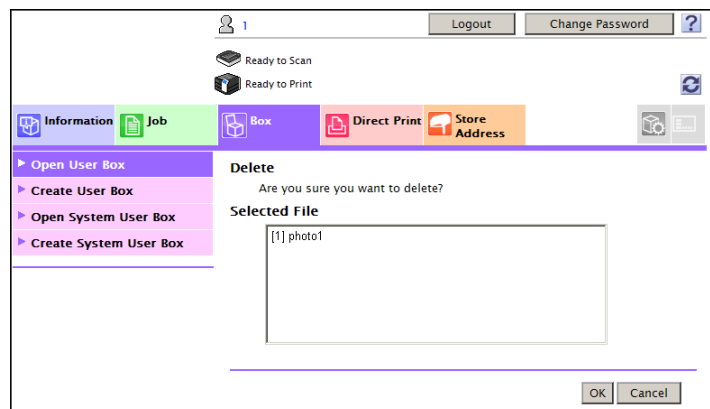 1
Logout
Change Password
?
Ready to Scan
Ready to Print
Information
Job
Box
Direct Print
Store
Address
Open User Box
Create User Box
Open System User Box
Create System User Box
Delete
Are you sure you want to delete?
Selected File
[1] photo1
OK
Cancel